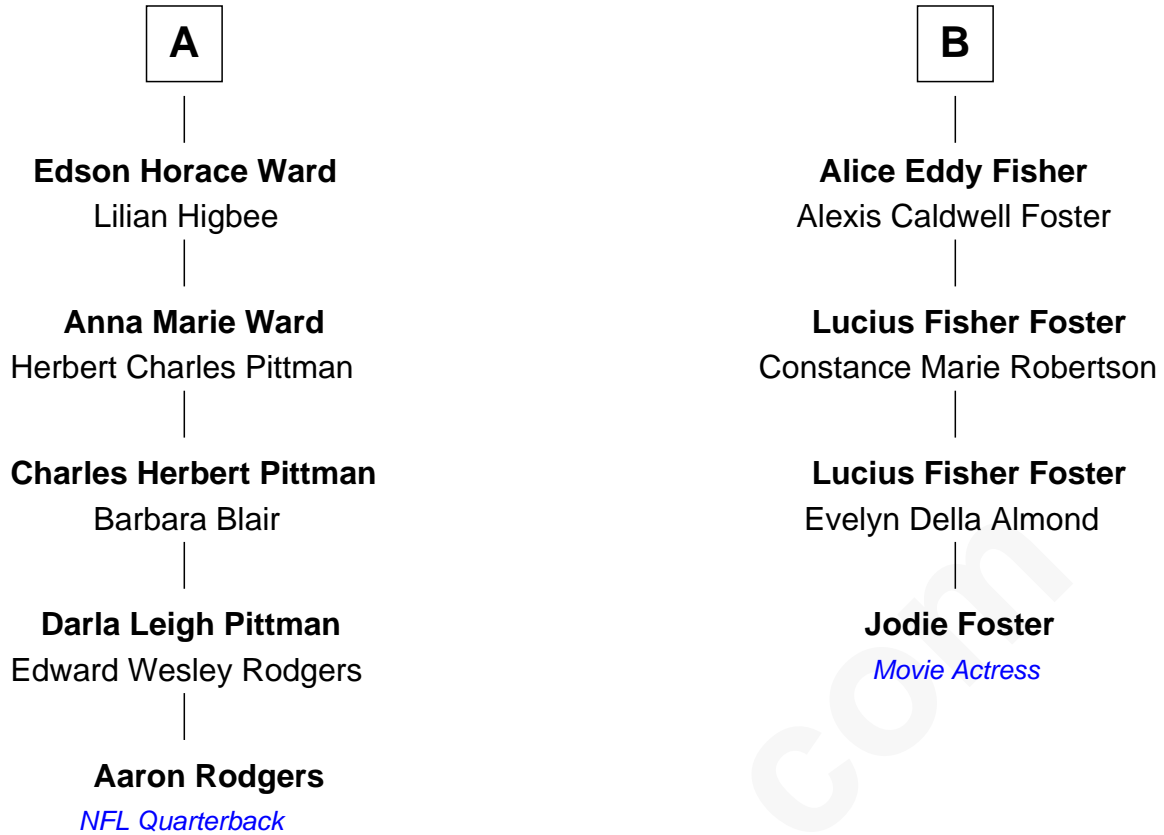 A
Edson Horace Ward
Lilian Higbee
Anna Marie Ward
Herbert Charles Pittman
Charles Herbert Pittman
Barbara Blair
Darla Leigh Pittman
Edward Wesley Rodgers
Aaron Rodgers
NFL Quarterback
B
Alice Eddy Fisher
Alexis Caldwell Foster
Lucius Fisher Foster
Constance Marie Robertson
Lucius Fisher Foster
Evelyn Della Almond
Jodie Foster
Movie Actress
com